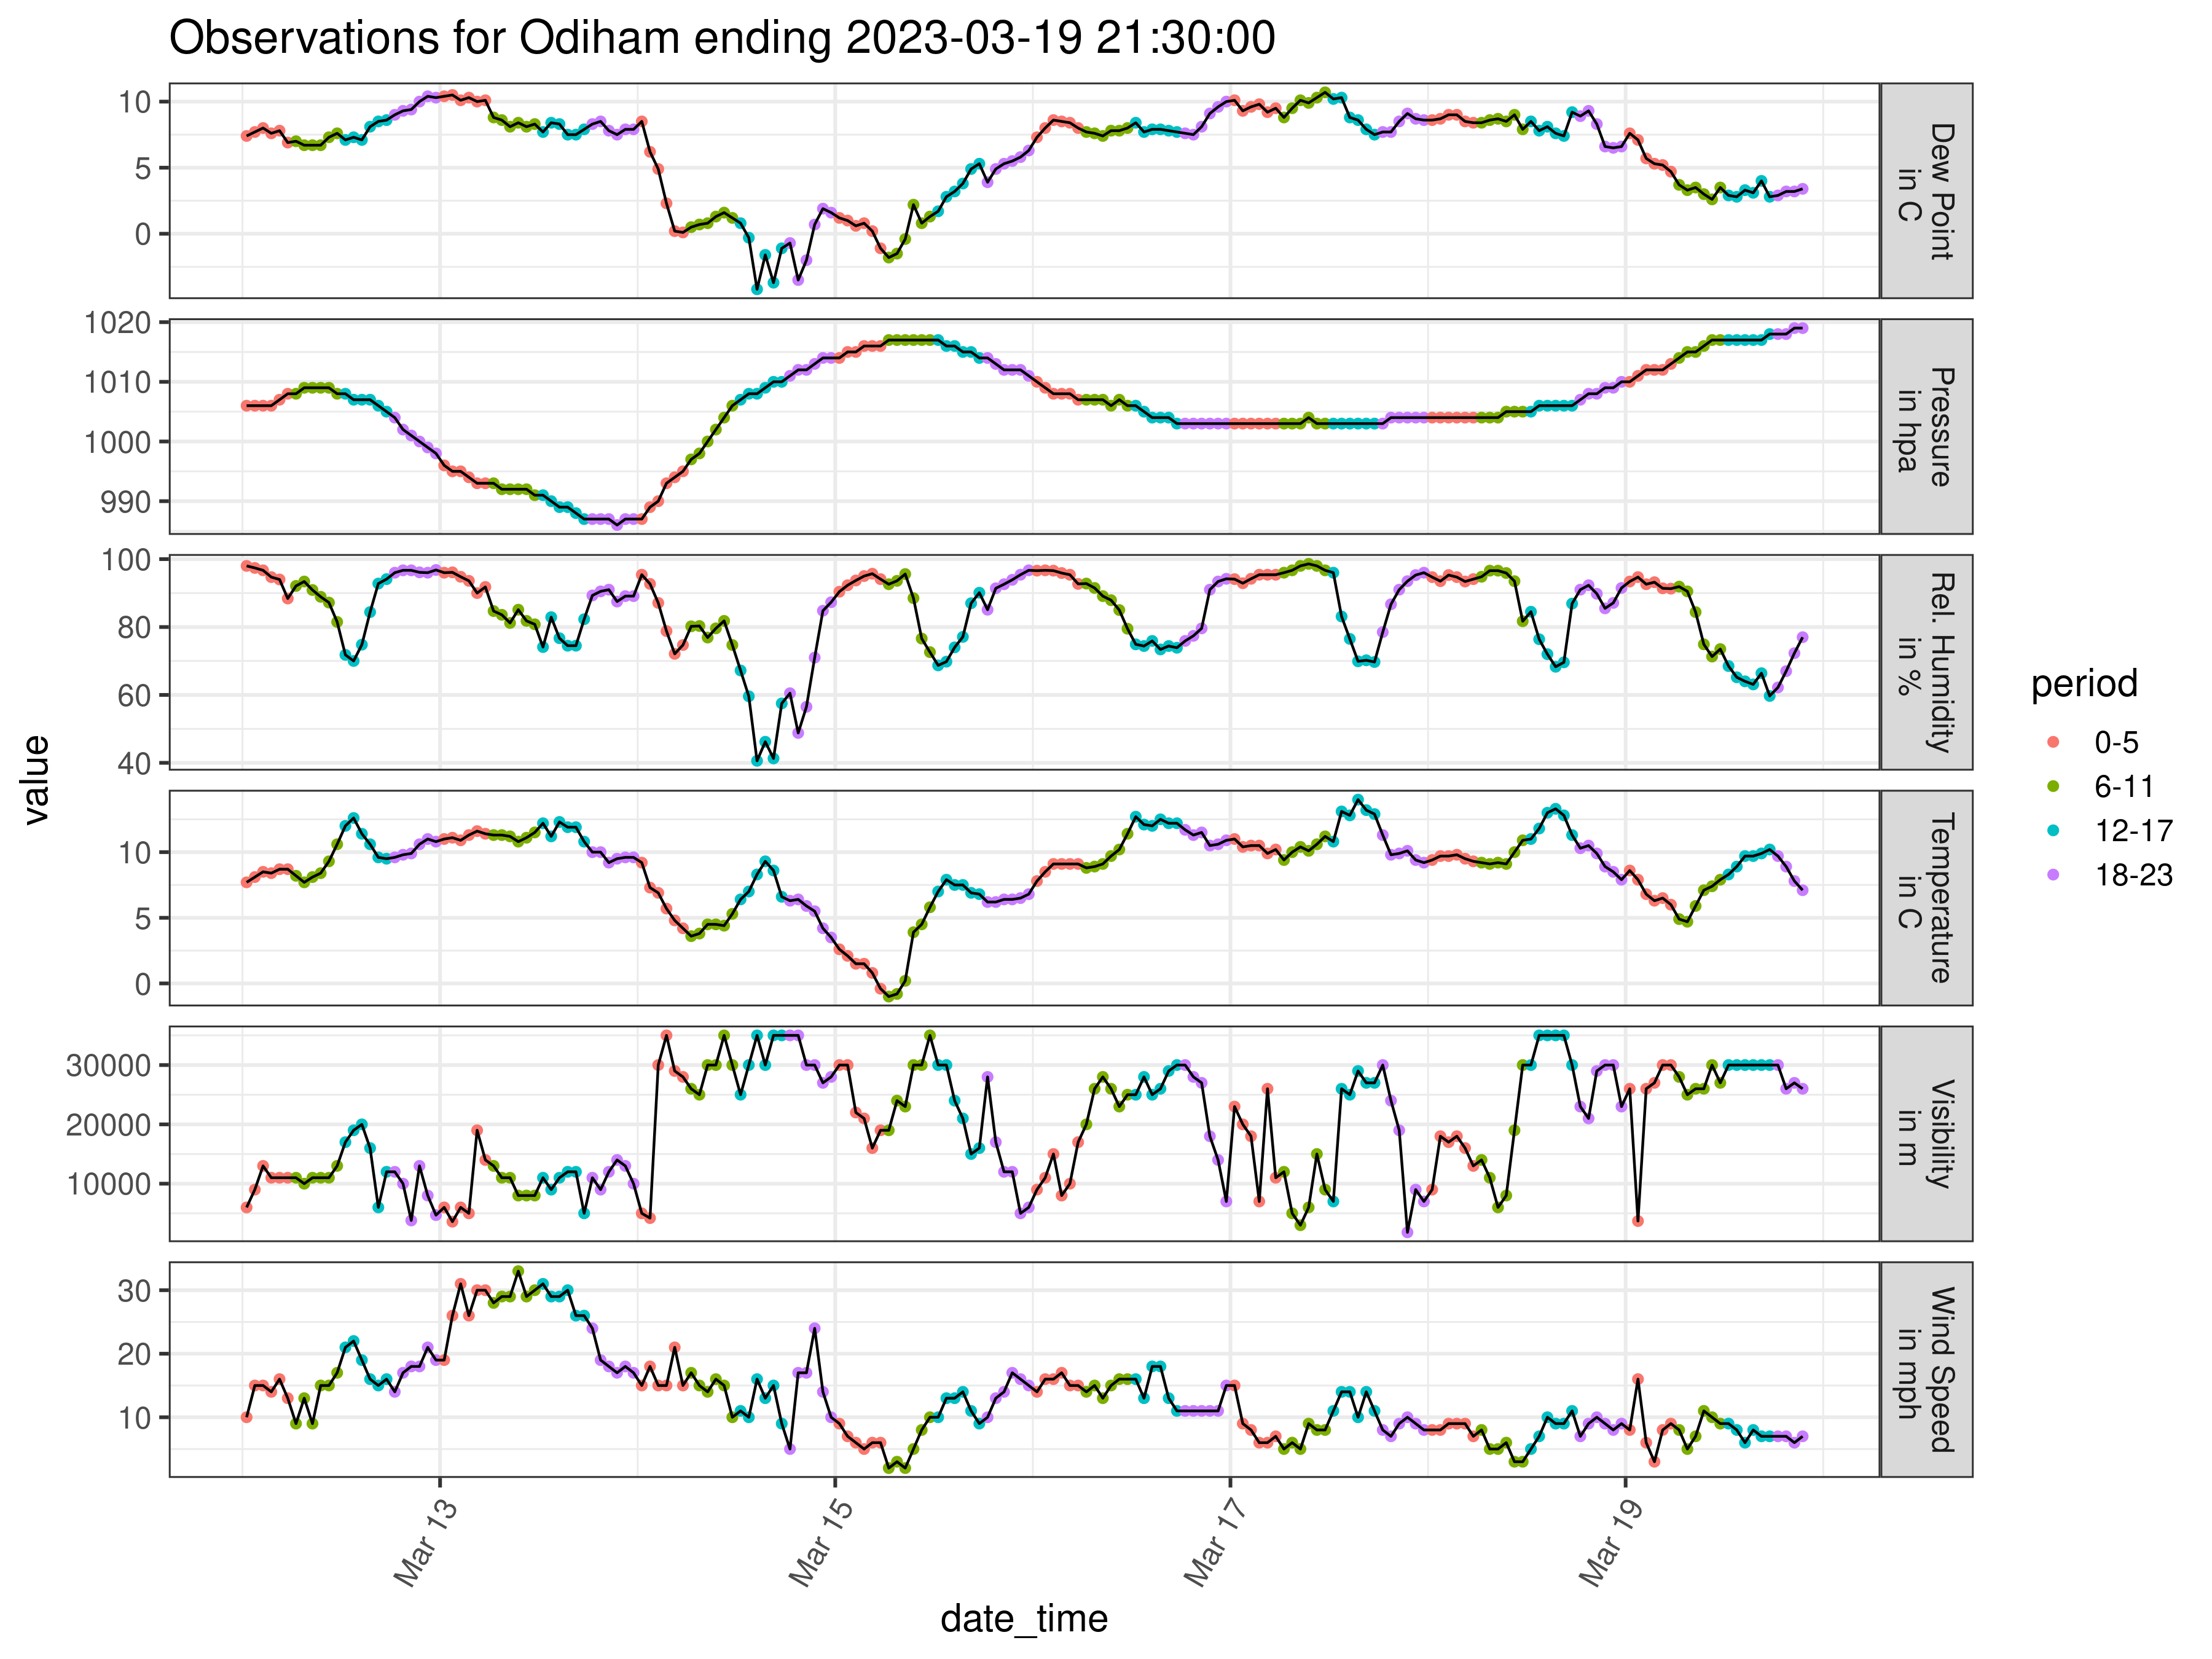 Observations for Odiham ending 2023-03-19 21:30:00
10
5
0
Dew Point
in C
1020
1010
1000
990
Pressure
in hpa
100
80
60
40
Rel. Humidity
in %
10
5
0
Temperature
in C
30000
20000
10000
Visibility
in m
30
20
10
Wind Speed
in mph
value
Mar 13
Mar 15
Mar 17
Mar 19
date_time
period
0-5
6-11
12-17
18-23